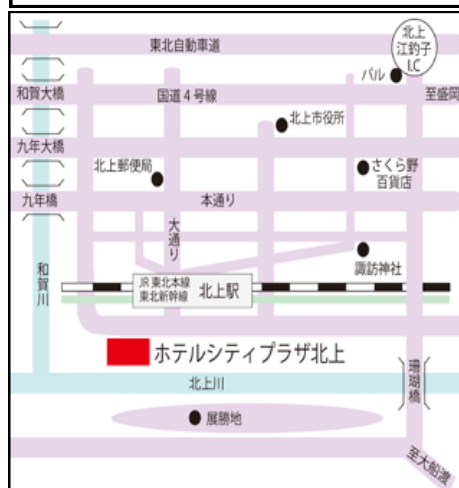 東北自動車道
北上
江釣子
I.C
パル
和賀大橋
国道4号線
至盛岡
北上市役所
九年大橋
北上郵便局
さくら野
百貨店
九年橋
本通り
大通り
諏訪神社
和賀川
JR東北本線
東北新幹線
北上駅
ホテルシティプラザ北上
珊瑚橋
北上川
展勝地
至大船渡